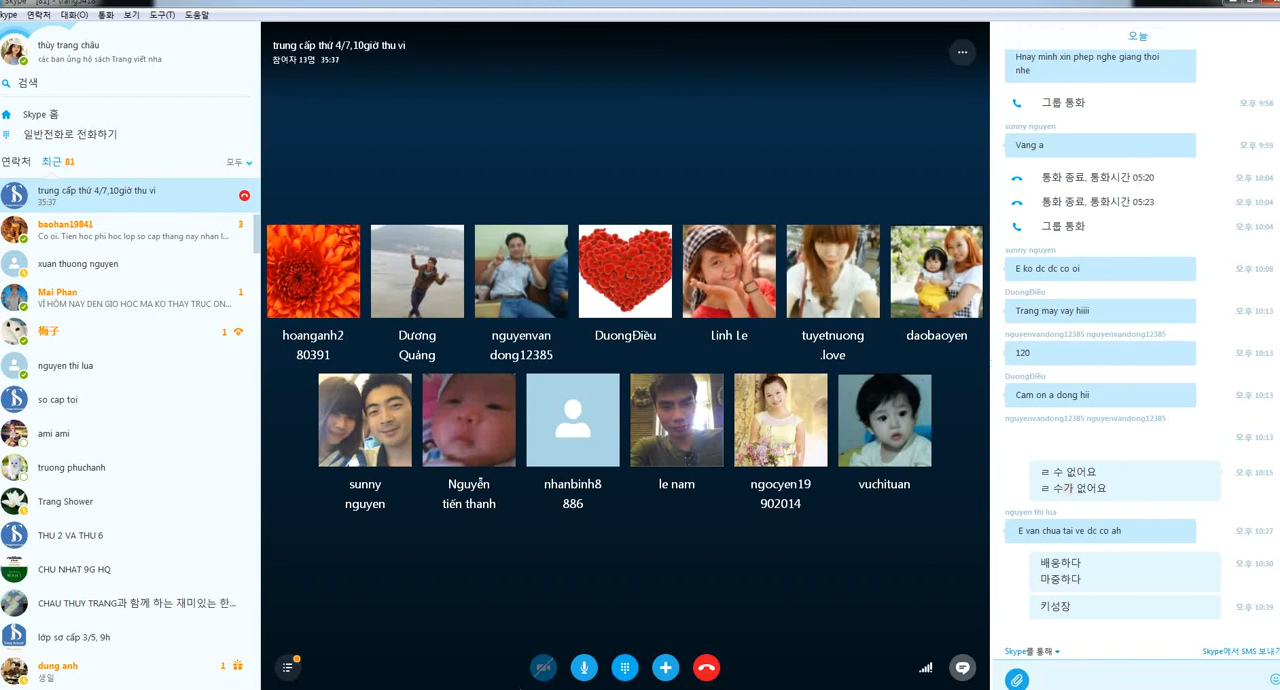 Skype
kype 연락처 대화(O) 통화 보기 도구(T) 도움말
thùy trang châu
các bạn ủng hộ sách Trang viết nha
검색
Skype 홈
일반전화로 전화하기
연락처 최근 81 모두
trung cấp thứ 4/7,10giờ thu vi
35:37
baohan19841 3
Co oi. Tien hoc phi hoc lop so cap thang nay nhan l...
xuan thuong nguyen
Mai Phan 1
VÌ HÔM NAY DEN GIO HOC MA KO THAY TRUC ON...
梅子 1
nguyen thi lua
so cap toi
ami ami
truong phuchanh
Trang Shower
THU 2 VA THU 6
CHU NHAT 9G HQ
CHAU THUY TRANG과 함께 하는 재미있는 한...
lớp sơ cấp 3/5, 9h
dung anh 1
생일
trung cấp thứ 4/7,10giờ thu vi
참여자 13명 35:37
hoanganh2
80391
Dương
Quảng
nguyenvan
dong12385
DuongĐiều
Linh Le
tuyetnuong
.love
daobaoyen
sunny
nguyen
Nguyễn
tiến thanh
nhanbinh8
886
le nam
ngocyen19
902014
vuchituan
오늘
Hnay minh xin phep nghe giang thoi
nhe
그룹 통화 오후 9:58
sunny nguyen
Vang a 오후 9:59
통화 종료, 통화시간 05:20 오후 10:04
통화 종료, 통화시간 05:23 오후 10:04
그룹 통화 오후 10:04
sunny nguyen
E ko dc dc co oi 오후 10:08
DuongĐiều
Trang may vay hiiii 오후 10:13
nguyenvandong12385 nguyenvandong12385
120 오후 10:13
DuongĐiều
Cam on a dong hii 오후 10:13
nguyenvandong12385 nguyenvandong12385
오후 10:13
ㄹ 수 없어요 오후 10:15
ㄹ 수가 없어요
nguyen thi lua
E van chua tai ve dc co ah 오후 10:27
배웅하다 오후 10:30
마중하다
키성장 오후 10:39
Skype를 통해 Skype에서 SMS 보내기